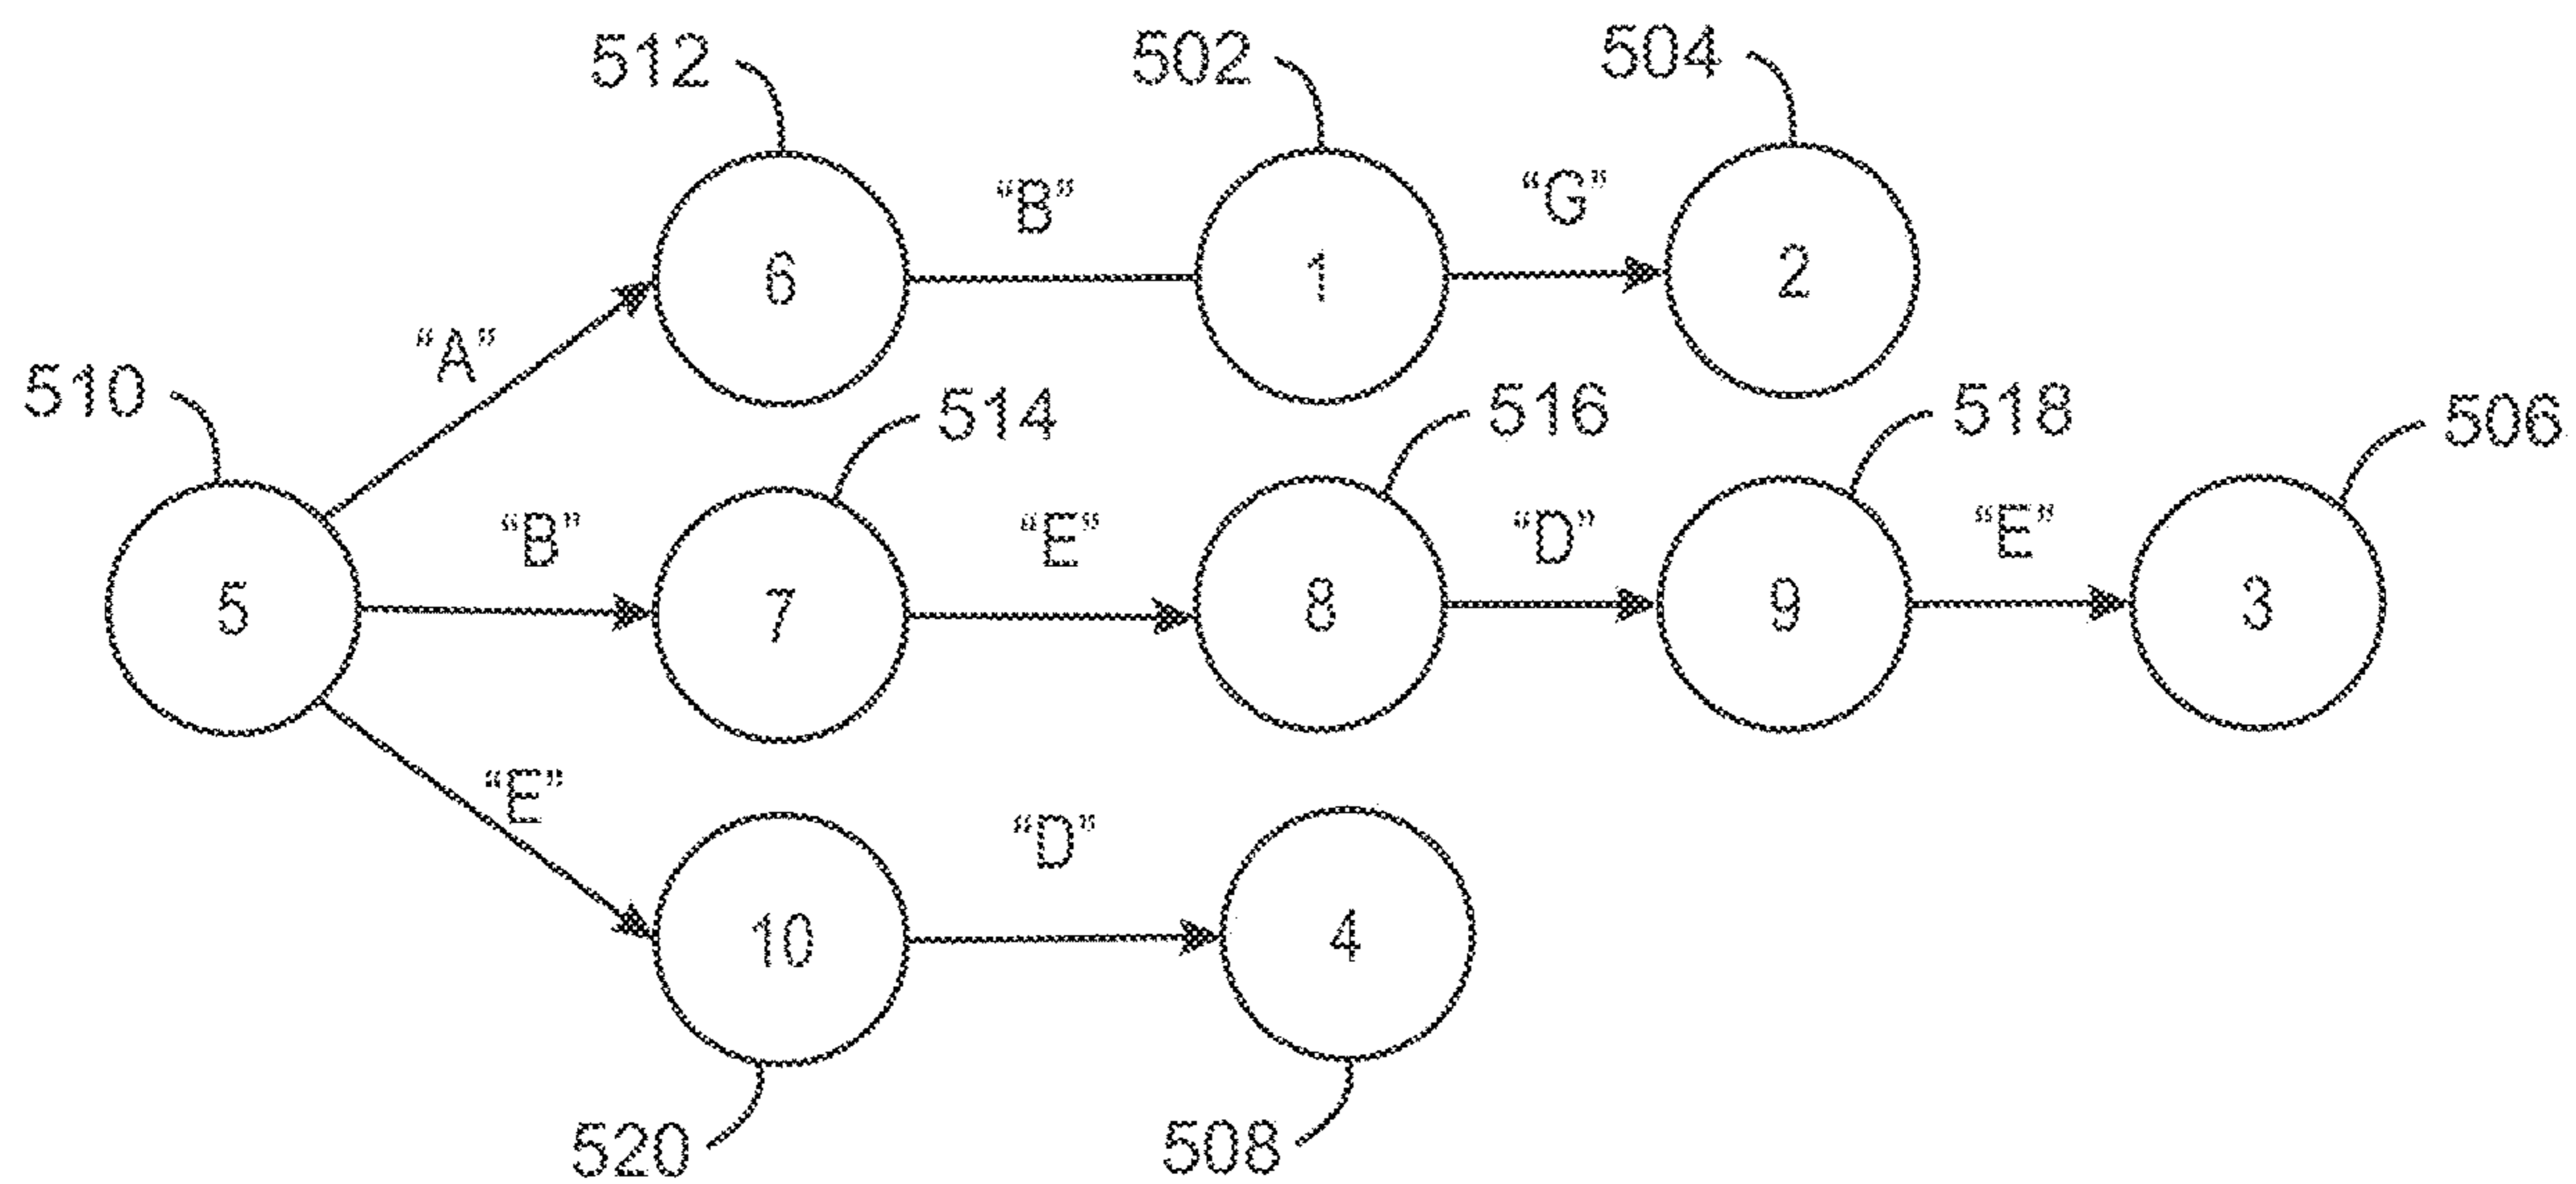 512 502 504
“B” “G”
6 1 2
“A”
510 514 516 518 506
“B” “E” “D” “E”
5 7 8 9 3
“E” “D”
10 4
520 508